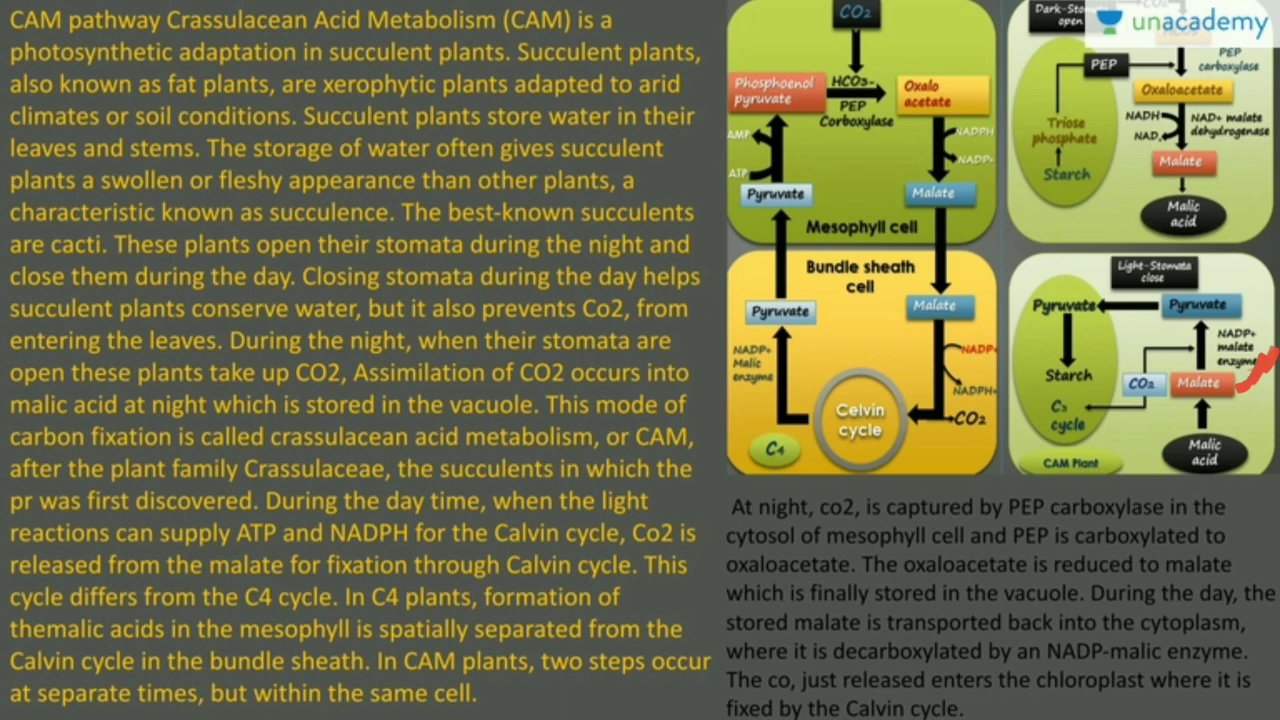 CAM pathway Crassulacean Acid Metabolism (CAM) is a
photosynthetic adaptation in succulent plants. Succulent plants,
also known as fat plants, are xerophytic plants adapted to arid
climates or soil conditions. Succulent plants store water in their
leaves and stems. The storage of water often gives succulent
plants a swollen or fleshy appearance than other plants, a
characteristic known as succulence. The best-known succulents
are cacti. These plants open their stomata during the night and
close them during the day. Closing stomata during the day helps
succulent plants conserve water, but it also prevents Co2, from
entering the leaves. During the night, when their stomata are
open these plants take up CO2, Assimilation of CO2 occurs into
malic acid at night which is stored in the vacuole. This mode of
carbon fixation is called crassulacean acid metabolism, or CAM,
after the plant family Crassulaceae, the succulents in which the
pr was first discovered. During the day time, when the light
reactions can supply ATP and NADPH for the Calvin cycle, Co2 is
released from the malate for fixation through Calvin cycle. This
cycle differs from the C4 cycle. In C4 plants, formation of
themalic acids in the mesophyll is spatially separated from the
Calvin cycle in the bundle sheath. In CAM plants, two steps occur
at separate times, but within the same cell.
CO2
Phosphoenol
pyruvate
HCO3-
PEP
Corboxylase
Oxalo
acetate
AMP
ATP
NADPH
NADP+
Pyruvate
Malate
Mesophyll cell
Bundle sheath
cell
Pyruvate
Malate
NADP+
Malic
enzyme
NADP+
NADPH+
Celvin
cycle
CO2
C4
unacademy
open
PEP
PEP
carboxylase
Oxaloacetate
NADH
NAD+ malate
dehydrogenase
Triose
phosphate
Starch
Malate
Malic
acid
Light-Stomata
close
Pyruvate
Pyruvate
NADP+
malate
enzyme
Starch
CO2
Malate
C3
cycle
CAM Plant
Malic
acid
At night, co2, is captured by PEP carboxylase in the
cytosol of mesophyll cell and PEP is carboxylated to
oxaloacetate. The oxaloacetate is reduced to malate
which is finally stored in the vacuole. During the day, the
stored malate is transported back into the cytoplasm,
where it is decarboxylated by an NADP-malic enzyme.
The co, just released enters the chloroplast where it is
fixed by the Calvin cycle.